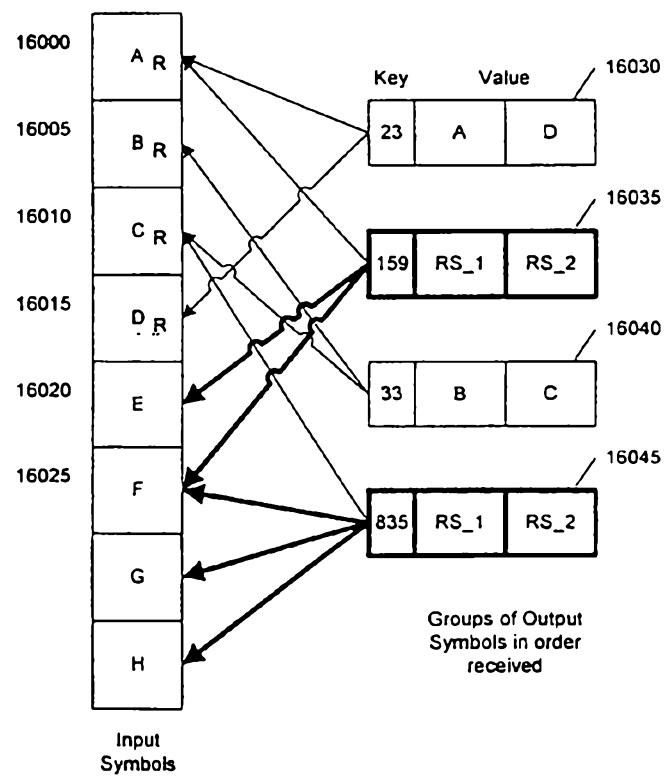 16000
A R
16005
B R
16010
C R
16015
D R
16020
E
16025
F
G
H
Input
Symbols
Key Value
16030
23 A D
16035
159 RS_1 RS_2
16040
33 B C
16045
835 RS_1 RS_2
Groups of Output
Symbols in order
received